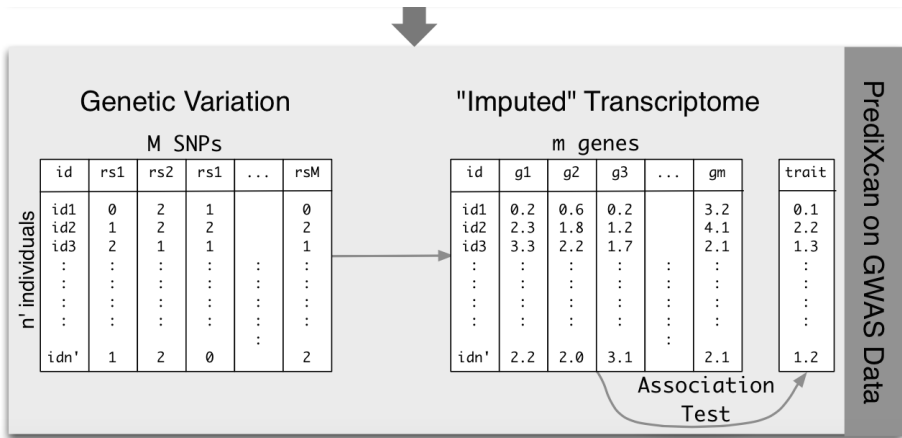 Genetic Variation
"Imputed" Transcriptome
M SNPs
m genes
id rs1 rs2 rs1 ... rsM
id g1 g2 g3 ... gm
trait
id1 0 2 1 0
id2 1 2 2 2
id3 2 1 1 1
: : : : : :
: : : : : :
: : : : : :
: : : : : :
:
idn' 1 2 0 2
id1 0.2 0.6 0.2 3.2
id2 2.3 1.8 1.2 4.1
id3 3.3 2.2 1.7 2.1
: : : : : :
: : : : : :
: : : : : :
: : : : : :
:
idn' 2.2 2.0 3.1 2.1
0.1
2.2
1.3
:
:
:
:
1.2
n' individuals
Association
Test
PrediXcan on GWAS Data